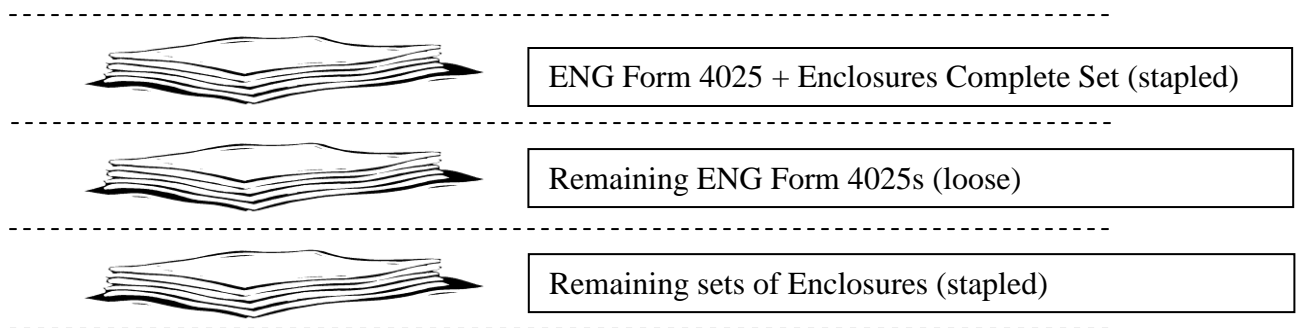 ENG Form 4025 + Enclosures Complete Set (stapled)
Remaining ENG Form 4025s (loose)
Remaining sets of Enclosures (stapled)